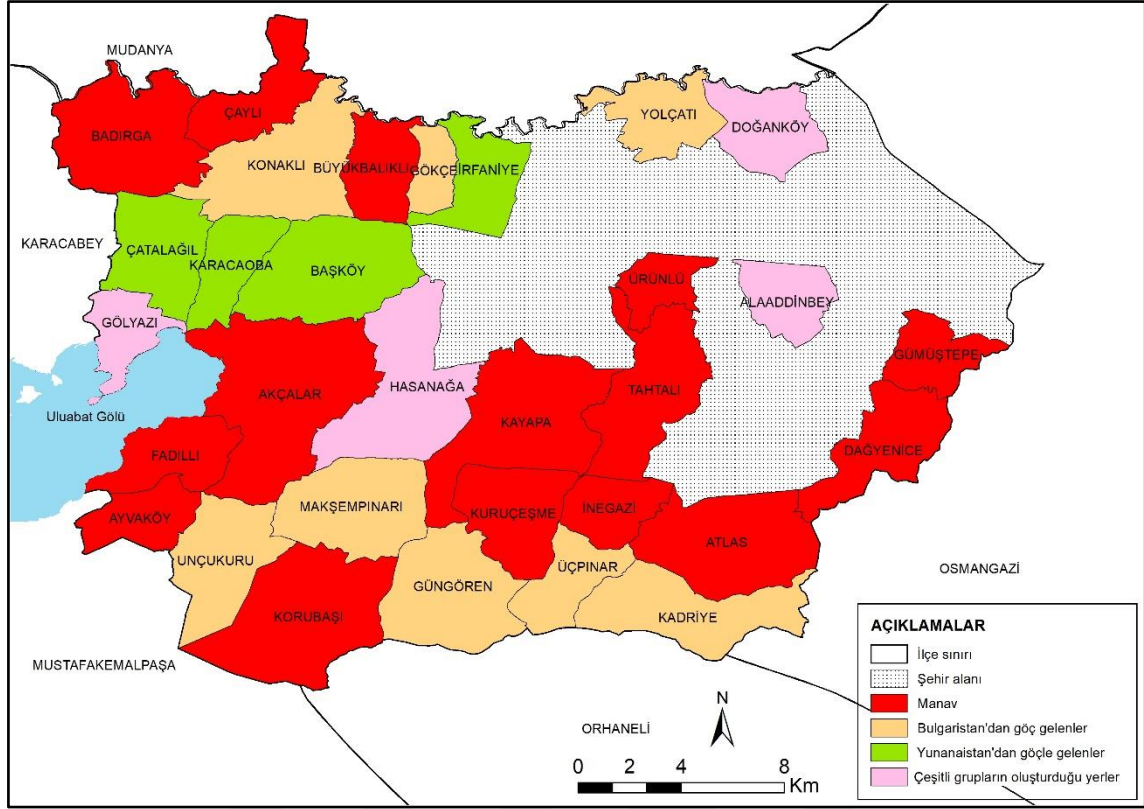 MUDANYA
ÇAYLI
BADIRGA
YOLÇATI
DOĞANKÖY
KONAKLI
BÜYÜKBALIKLI
GÖKÇE
İRFANİYE
KARACABEY
ÇATALAĞIL
KARACAOBA
BAŞKÖY
ÜRÜNLÜ
ALAADDİNBEY
GÖLYAZI
GÜMÜŞTEPE
Uluabat Gölü
AKÇALAR
HASANAĞA
TAHTALI
KAYAPA
DAĞYENİCE
FADILLI
MAKŞEMPINARI
KURUÇEŞME
İNEGAZİ
AYVAKÖY
ATLAS
UNÇUKURU
GÜNGÖREN
ÜÇPINAR
OSMANGAZİ
KORUBAŞI
KADRİYE
MUSTAFAKEMALPAŞA
ORHANELİ
N
0 2 4 8
Km
AÇIKLAMALAR
İlçe sınırı
Şehir alanı
Manav
Bulgaristan'dan göç gelenler
Yunanaistan'dan göçle gelenler
Çeşitli grupların oluşturduğu yerler